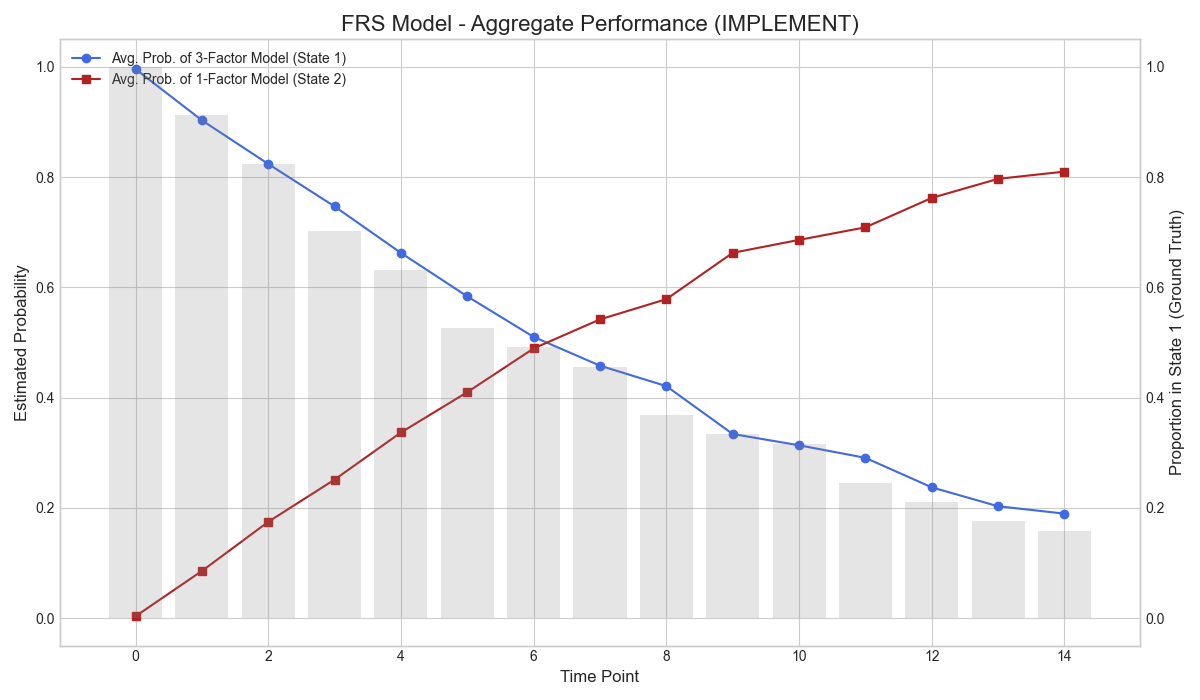 FRS Model - Aggregate Performance (IMPLEMENT)
Avg. Prob. of 3-Factor Model (State 1)
Avg. Prob. of 1-Factor Model (State 2)
Estimated Probability
1.0
0.8
0.6
0.4
0.2
0.0
1.0
0.8
0.6
0.4
0.2
0.0
Proportion in State 1 (Ground Truth)
0 2 4 6 8 10 12 14
Time Point